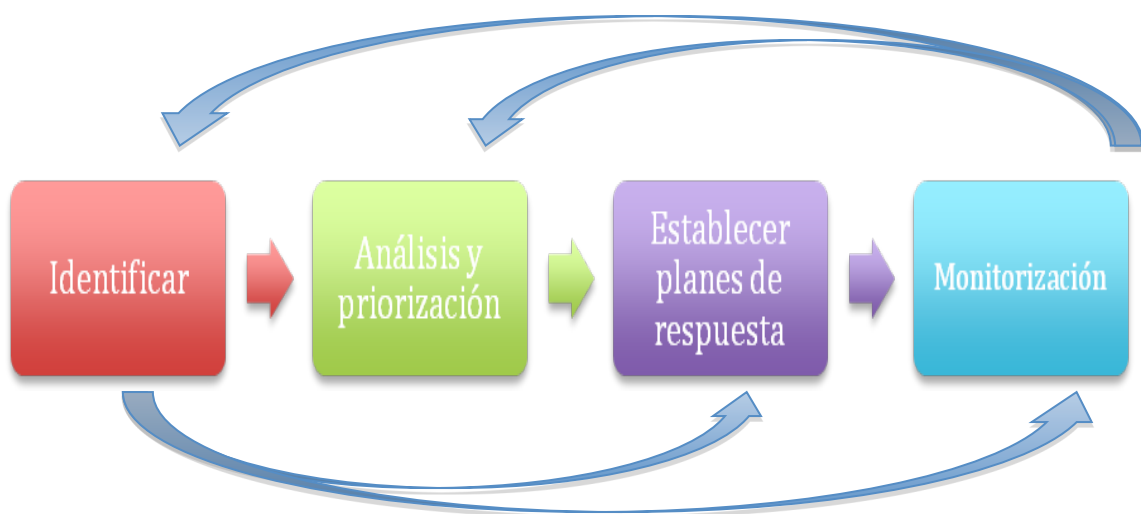 Identificar
Análisis y
priorización
Establecer
planes de
respuesta
Monitorización